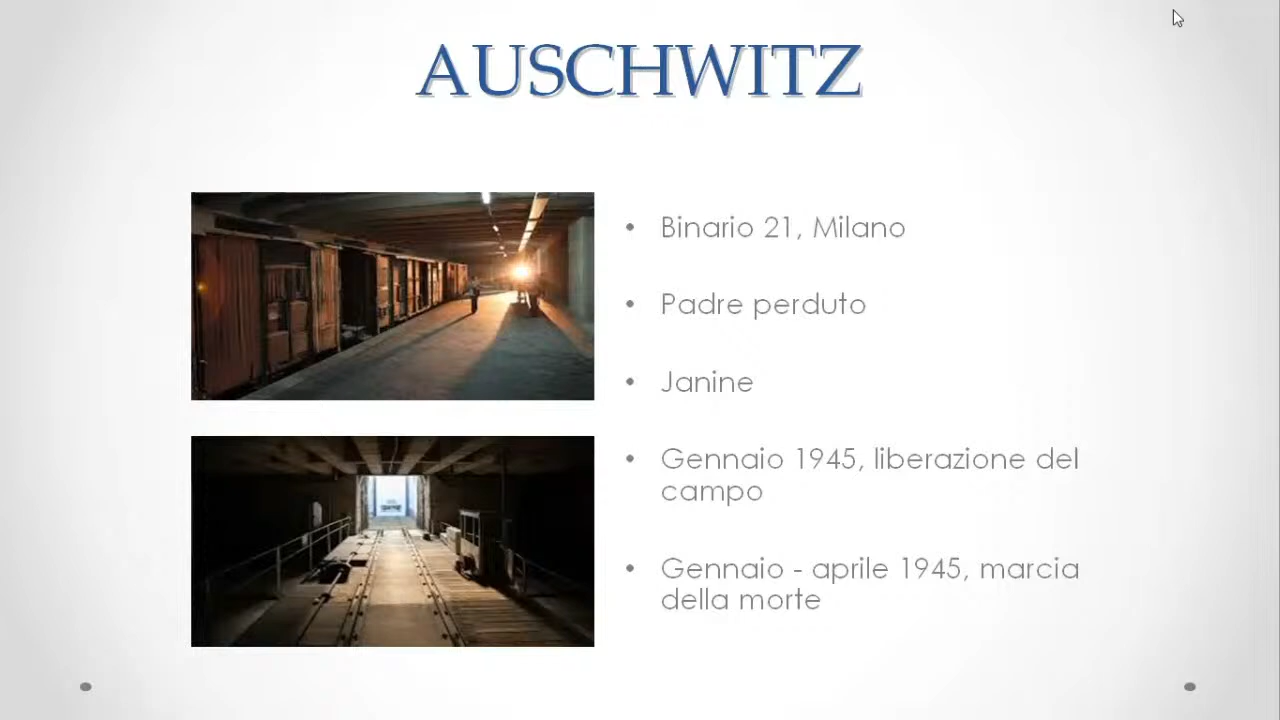 AUSCHWITZ
• Binario 21, Milano
• Padre perduto
• Janine
• Gennaio 1945, liberazione del
campo
• Gennaio - aprile 1945, marcia
della morte